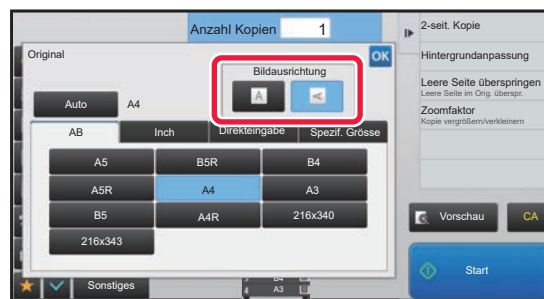 Anzahl Kopien 1
2-seit. Kopie
Original
OK
Hintergrundanpassung
Bildausrichtung
Leere Seite überspringen
Leere Seite im Orig. überspr.
A A
Auto A4
Zoomfaktor
Kopie vergrößern/verkleinern
AB Inch Direkteingabe Spezif. Grösse
A5 B5R B4
A5R A4 A3
B5 A4R 216x340
Vorschau CA
216x343
Start
Sonstiges
4 A3